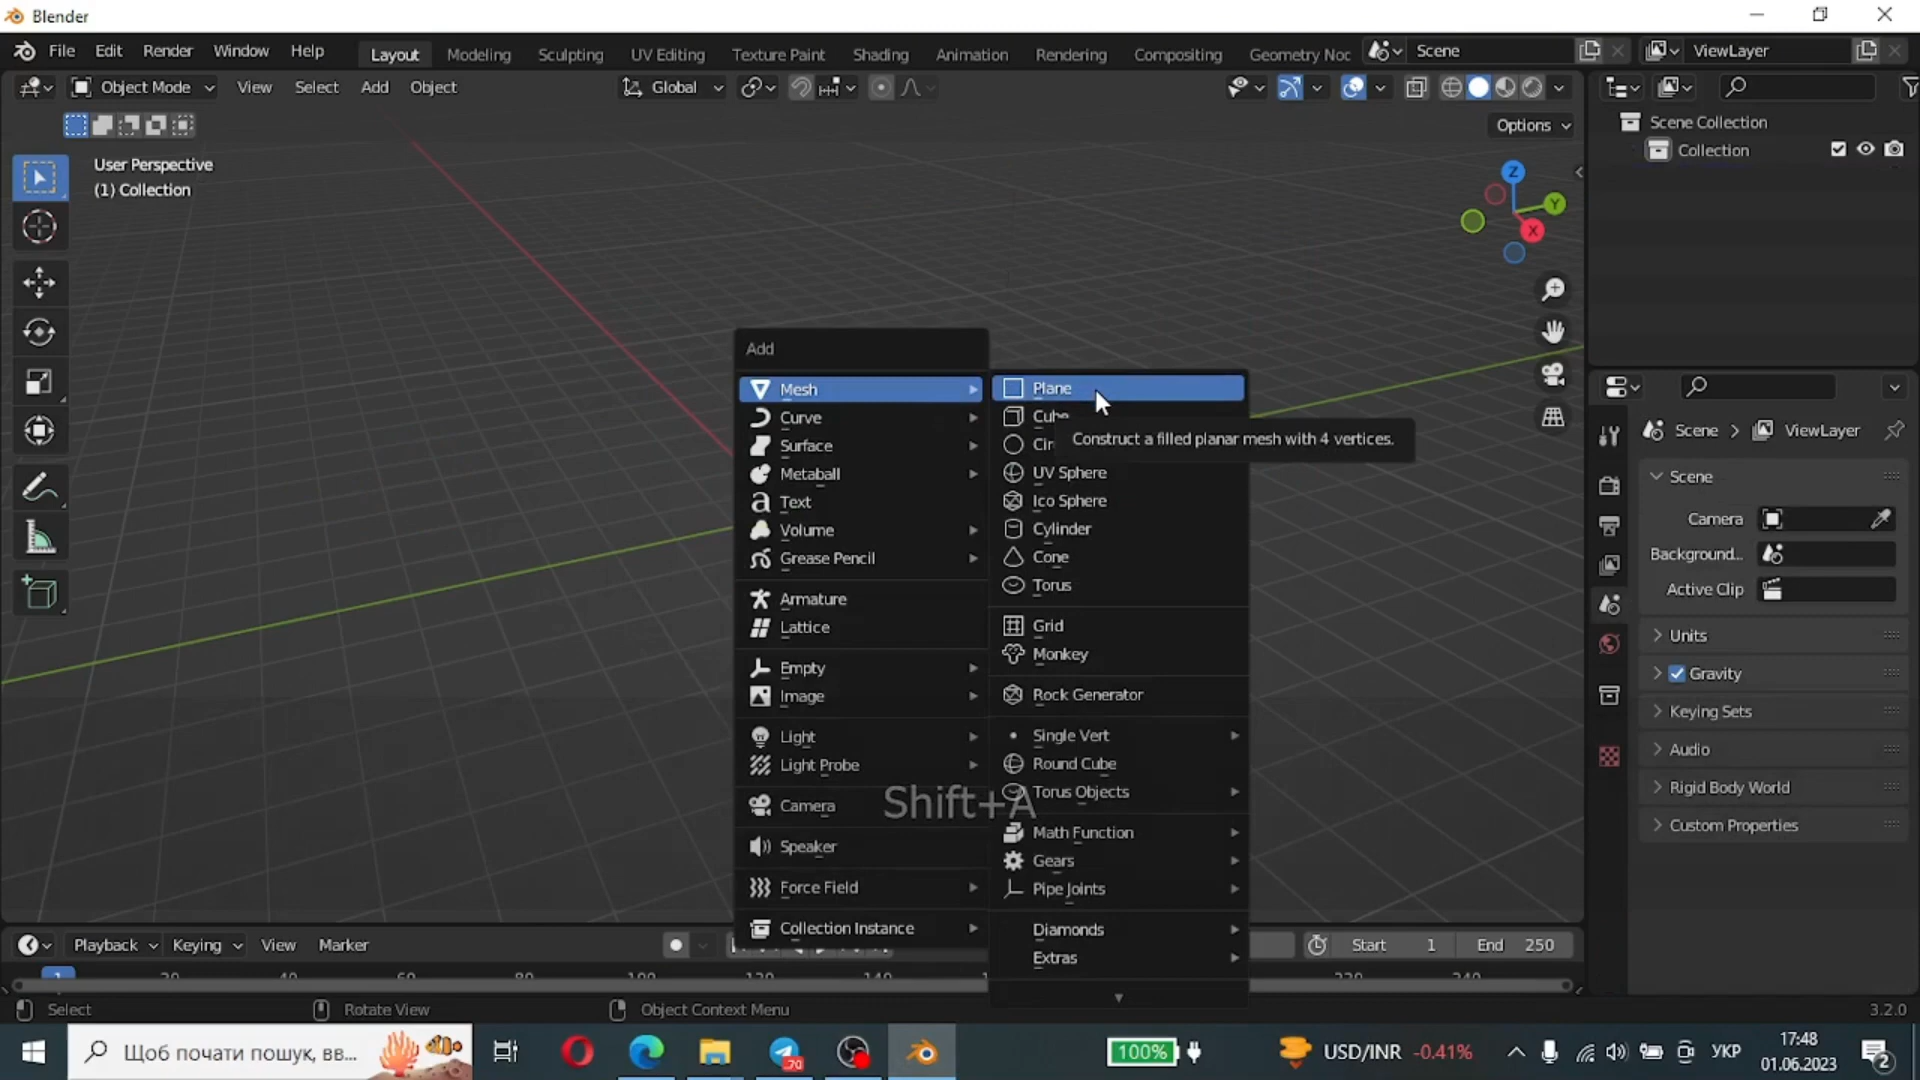 Blender
File Edit Render Window Help Layout Modeling Sculpting UV Editing Texture Paint Shading Animation Rendering Compositing Geometry Noc Scene ViewLayer
Object Mode View Select Add Object Global
Options
User Perspective
(1) Collection
Z
Y
X
Scene Collection
Collection
Add
Mesh
Curve
Surface
Metaball
Text
Volume
Grease Pencil
Armature
Lattice
Empty
Image
Light
Light Probe
Camera
Speaker
Force Field
Collection Instance
Plane
Cube
Construct a filled planar mesh with 4 vertices.
UV Sphere
Ico Sphere
Cylinder
Cone
Torus
Grid
Monkey
Rock Generator
Single Vert
Round Cube
Torus Objects
Math Function
Gears
Pipe Joints
Diamonds
Extras
Shift+A
Scene ViewLayer
Scene
Camera
Background...
Active Clip
Units
Gravity
Keying Sets
Audio
Rigid Body World
Custom Properties
Playback Keying View Marker Start 1 End 250
Select Rotate View Object Context Menu 3.2.0
Щоб почати пошук, вв... 70 100% USD/INR -0.41% УКР 17:48
01.06.2023 2